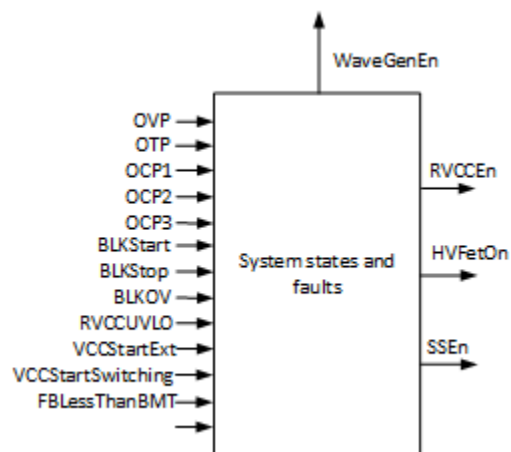 WaveGenEn
OVP
OTP
OCP1
OCP2
OCP3
BLKStart
BLKStop
BLKOV
RVCCUVLO
VCCStartExt
VCCStartSwitching
FBLessThanBMT
System states and
faults
RVCCEn
HVFetOn
SSEn